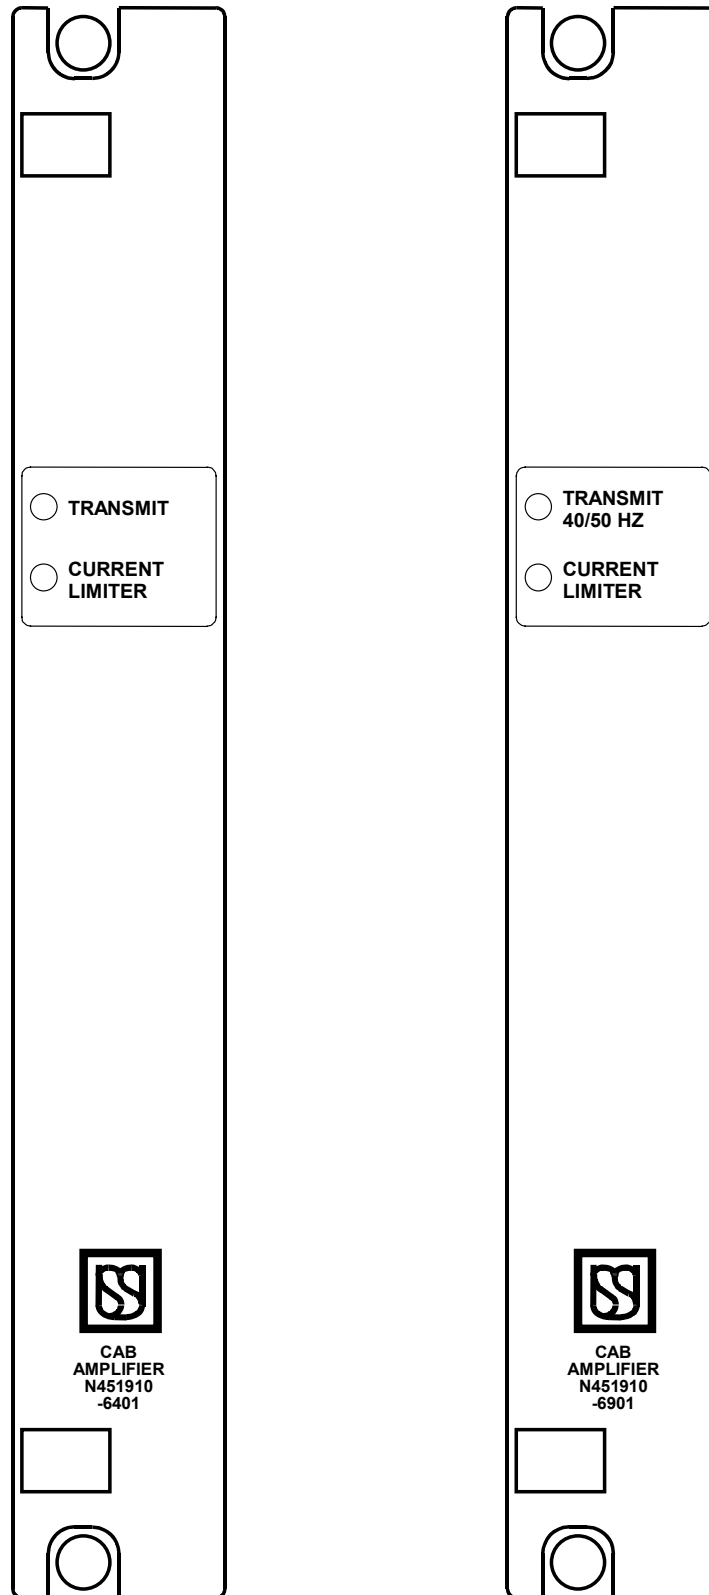 TRANSMIT
CURRENT
LIMITER
CAB
AMPLIFIER
N451910
-6401
TRANSMIT
40/50 HZ
CURRENT
LIMITER
CAB
AMPLIFIER
N451910
-6901